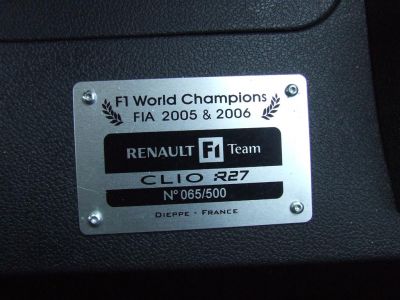 F1 World Champions
FIA 2005 & 2006
RENAULT F1 Team
CLIO R27
N° 065/500
DIEPPE - FRANCE